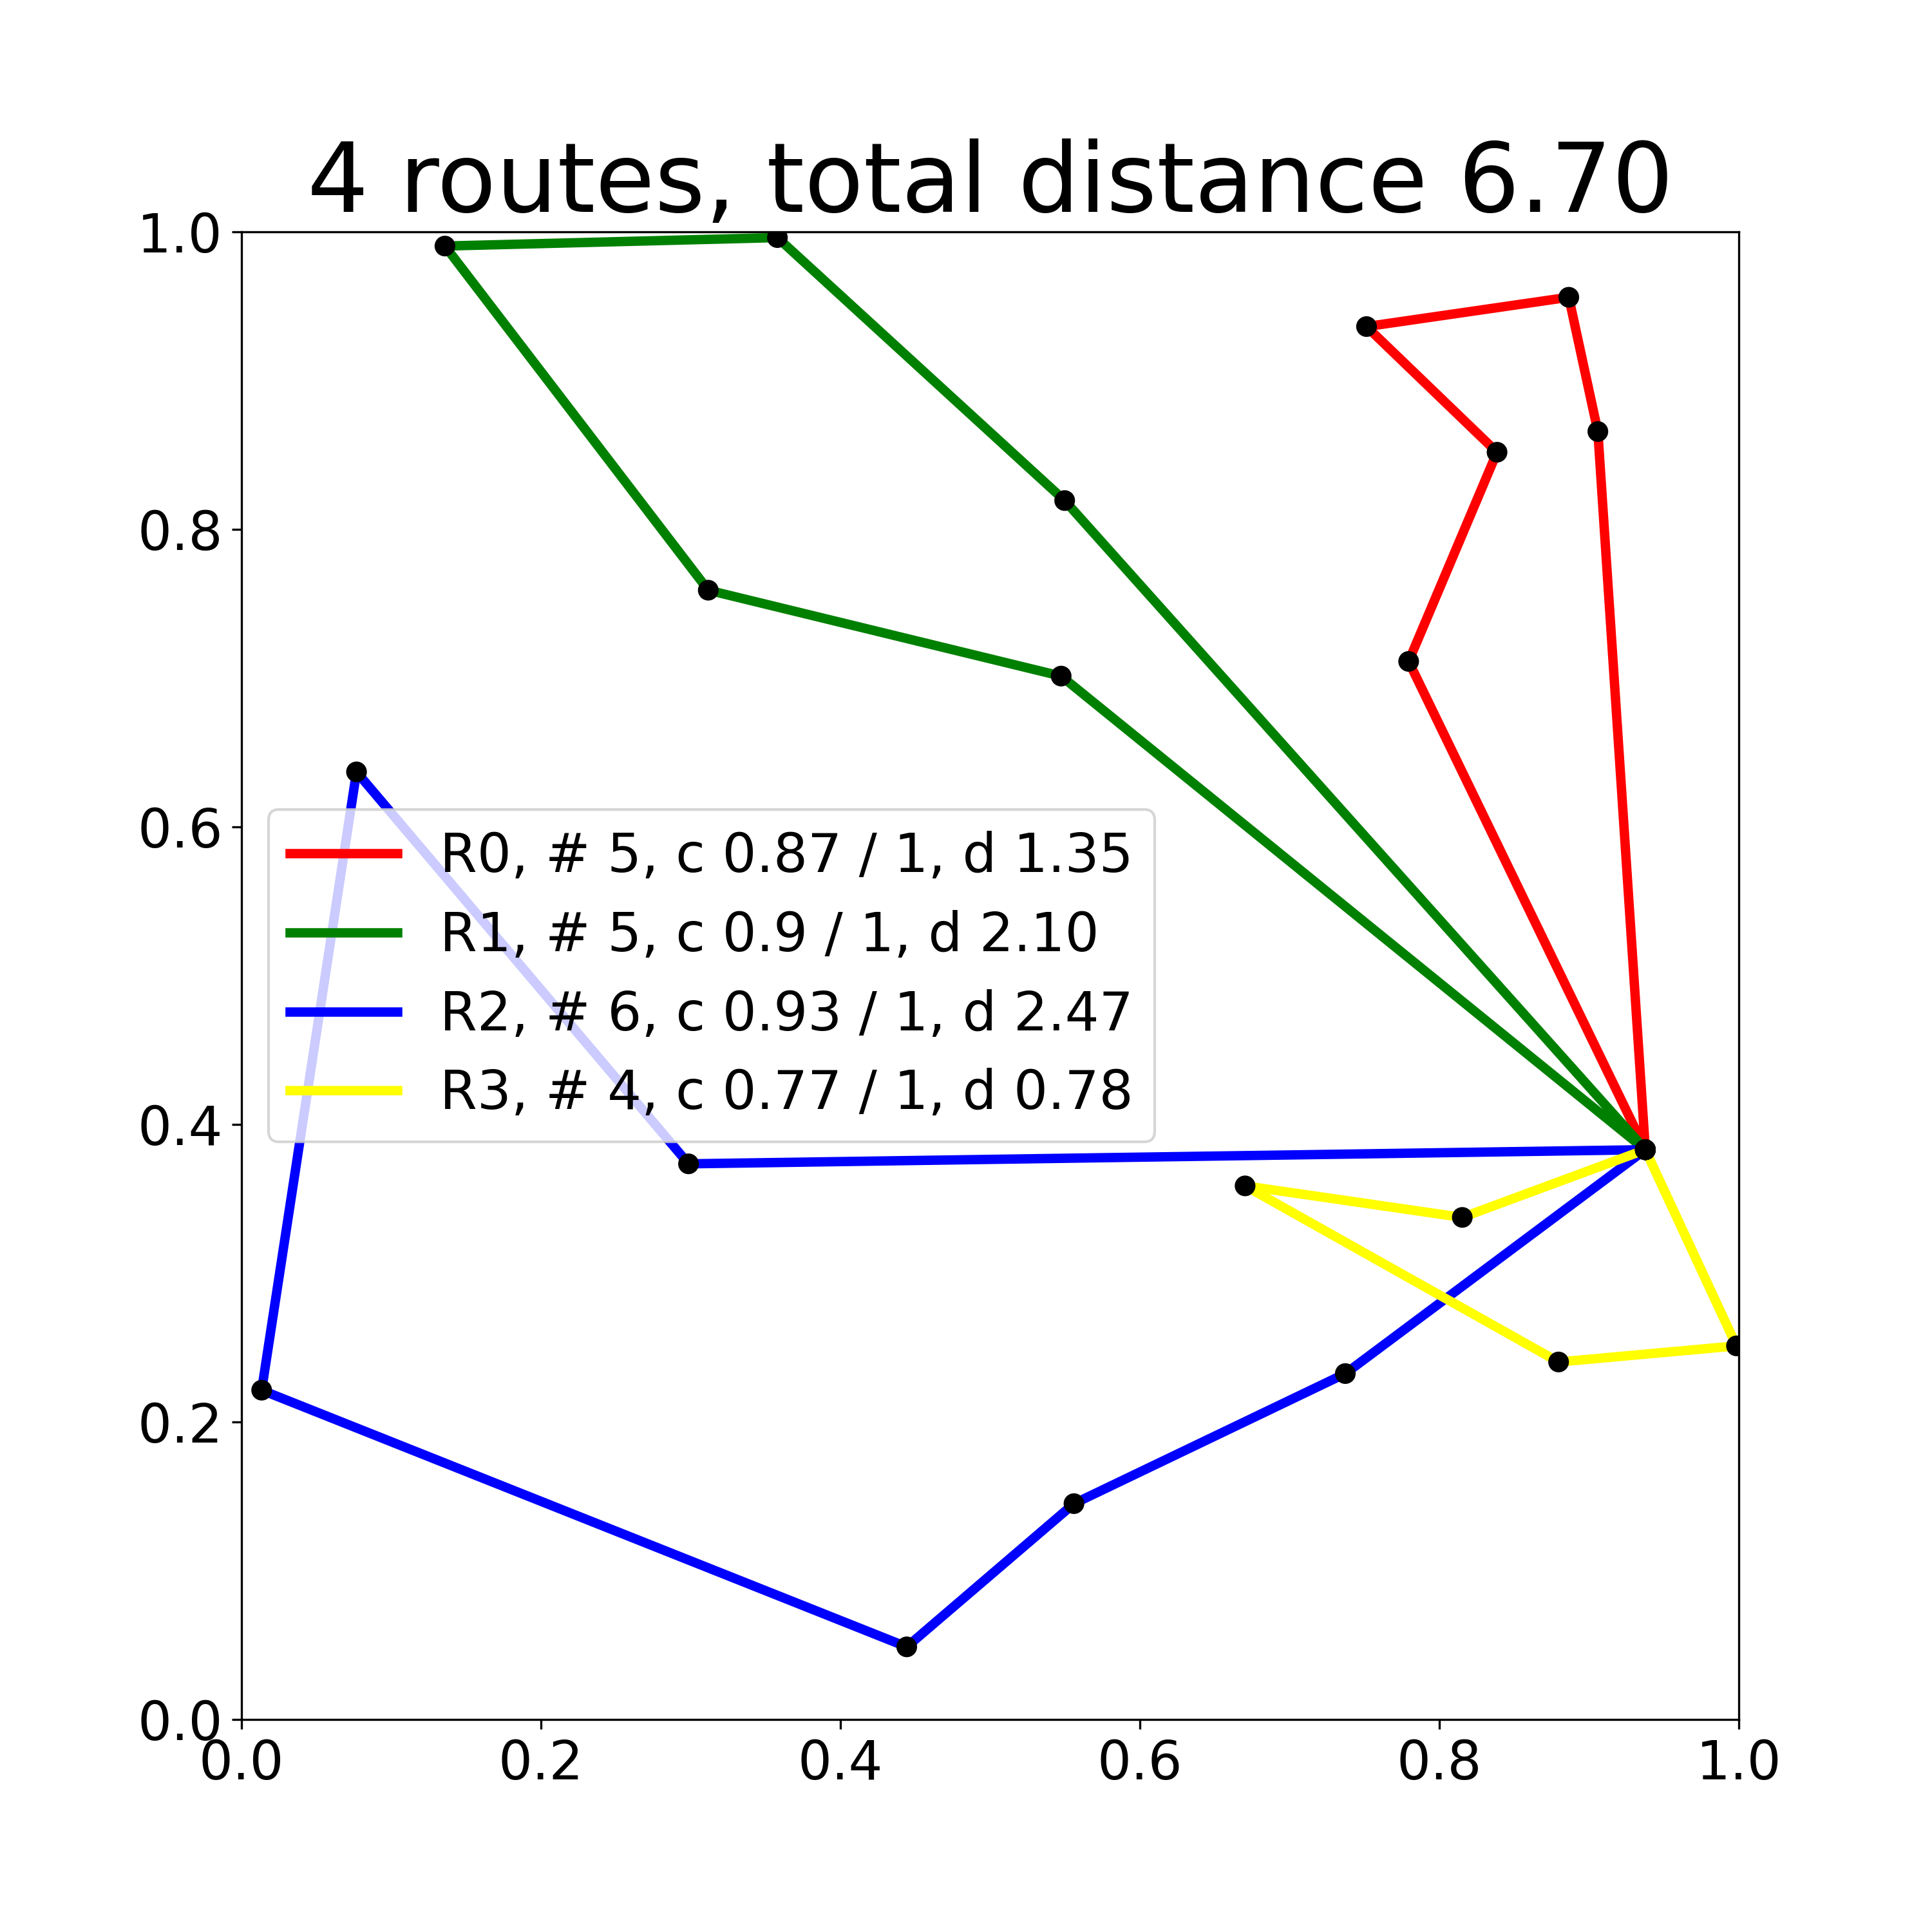 4 routes, total distance 6.70
1.0
0.8
0.6
0.4
0.2
0.0
R0, # 5, c 0.87 / 1, d 1.35
R1, # 5, c 0.9 / 1, d 2.10
R2, # 6, c 0.93 / 1, d 2.47
R3, # 4, c 0.77 / 1, d 0.78
0.0 0.2 0.4 0.6 0.8 1.0